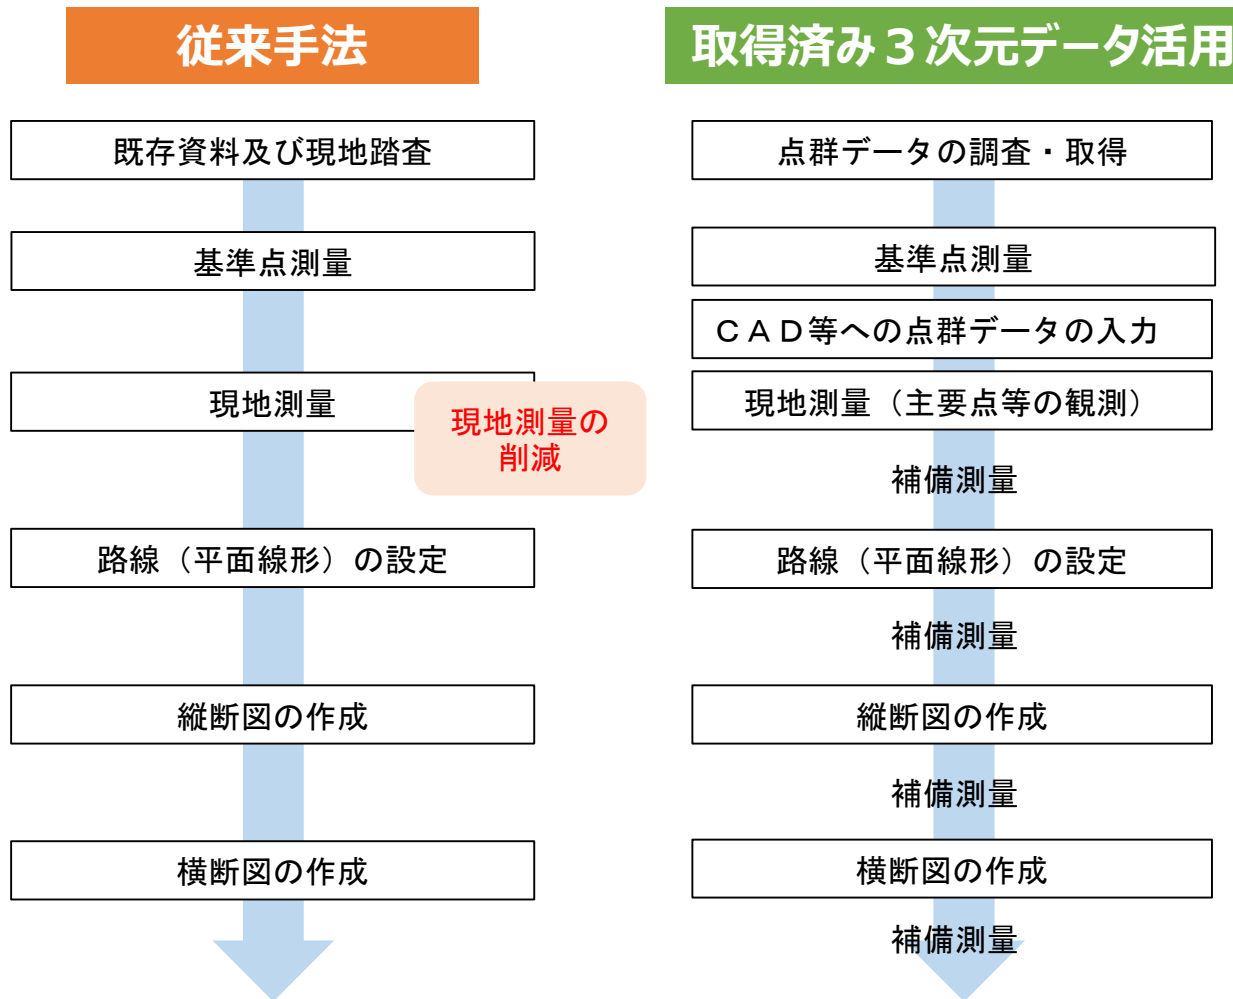 従来手法
既存資料及び現地踏査
基準点測量
現地測量
現地測量の
削減
路線（平面線形）の設定
縦断図の作成
横断図の作成
取得済み３次元データ活用
点群データの調査・取得
基準点測量
ＣＡＤ等への点群データの入力
現地測量（主要点等の観測）
補備測量
路線（平面線形）の設定
補備測量
縦断図の作成
補備測量
横断図の作成
補備測量